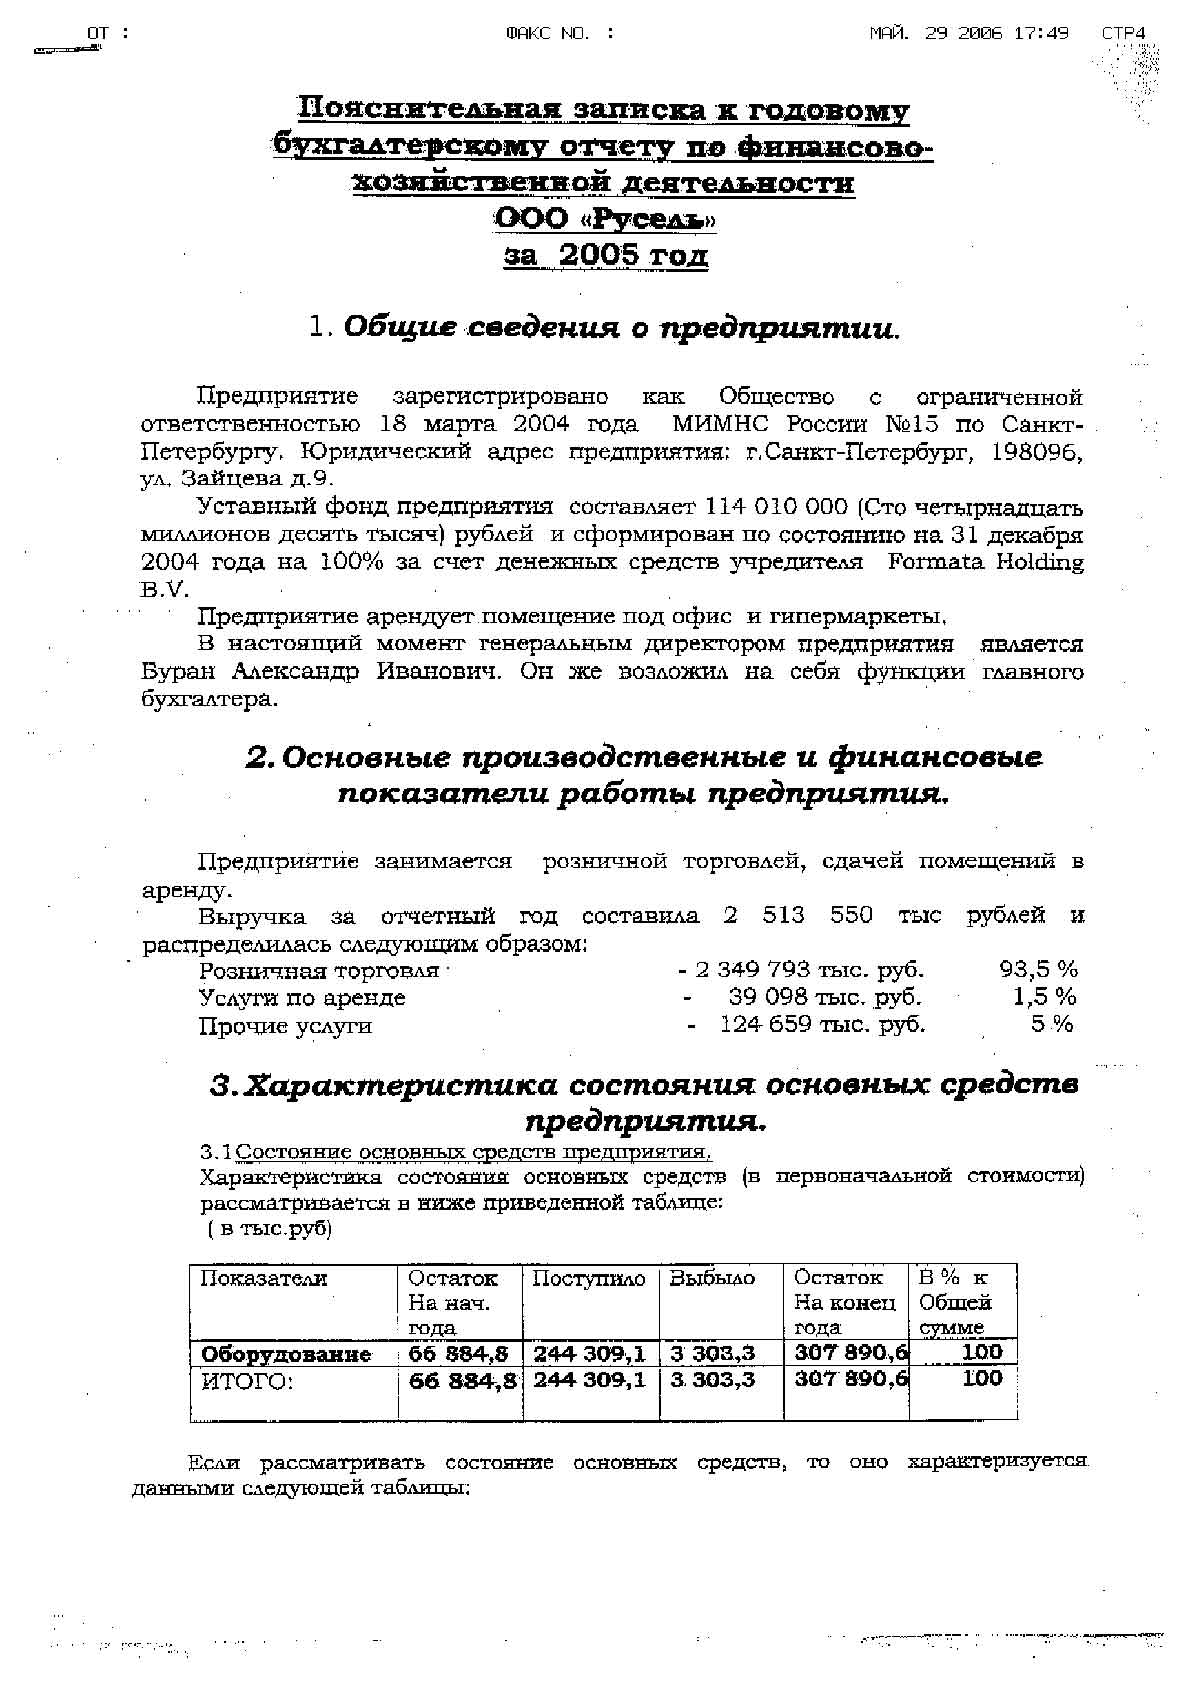 ОТ : ФАКС NO. : МАЙ. 29 2006 17:49 СТР4
Пояснительная записка к годовому
бухгалтерскому отчету по финансово-
хозяйственной деятельности
ООО «Русель»
за 2005 год
1. Общие сведения о предприятии.
Предприятие зарегистрировано как Общество с ограниченной
ответственностью 18 марта 2004 года МИМНС России №15 по Санкт-
Петербургу. Юридический адрес предприятия: г.Санкт-Петербург, 198096,
ул. Зайцева д.9.
Уставный фонд предприятия составляет 114 010 000 (Сто четырнадцать
миллионов десять тысяч) рублей и сформирован по состоянию на 31 декабря
2004 года на 100% за счет денежных средств учредителя Formata Holding
B.V.
Предприятие арендует помещение под офис и гипермаркеты.
В настоящий момент генеральным директором предприятия является
Буран Александр Иванович. Он же возложил на себя функции главного
бухгалтера.
2. Основные производственные и финансовые
показатели работы предприятия.
Предприятие занимается розничной торговлей, сдачей помещений в
аренду.
Выручка за отчетный год составила 2 513 550 тыс рублей и
распределилась следующим образом:
Розничная торговля - 2 349 793 тыс. руб. 93,5 %
Услуги по аренде - 39 098 тыс. руб. 1,5 %
Прочие услуги - 124 659 тыс. руб. 5 %
3.Характеристика состояния основных средств
предприятия.
3.1Состояние основных средств предприятия.
Характеристика состояния основных средств (в первоначальной стоимости)
рассматривается в ниже приведенной таблице:
( в тыс.руб)
Показатели Остаток Поступило Выбыло Остаток В % к
На нач. На конец Общей
года года сумме
Оборудование 66 884,8 244 309,1 3 303,3 307 890,6 100
ИТОГО: 66 884,8 244 309,1 3 303,3 307 890,6 100
Если рассматривать состояние основных средств, то оно характеризуется
данными следующей таблицы: